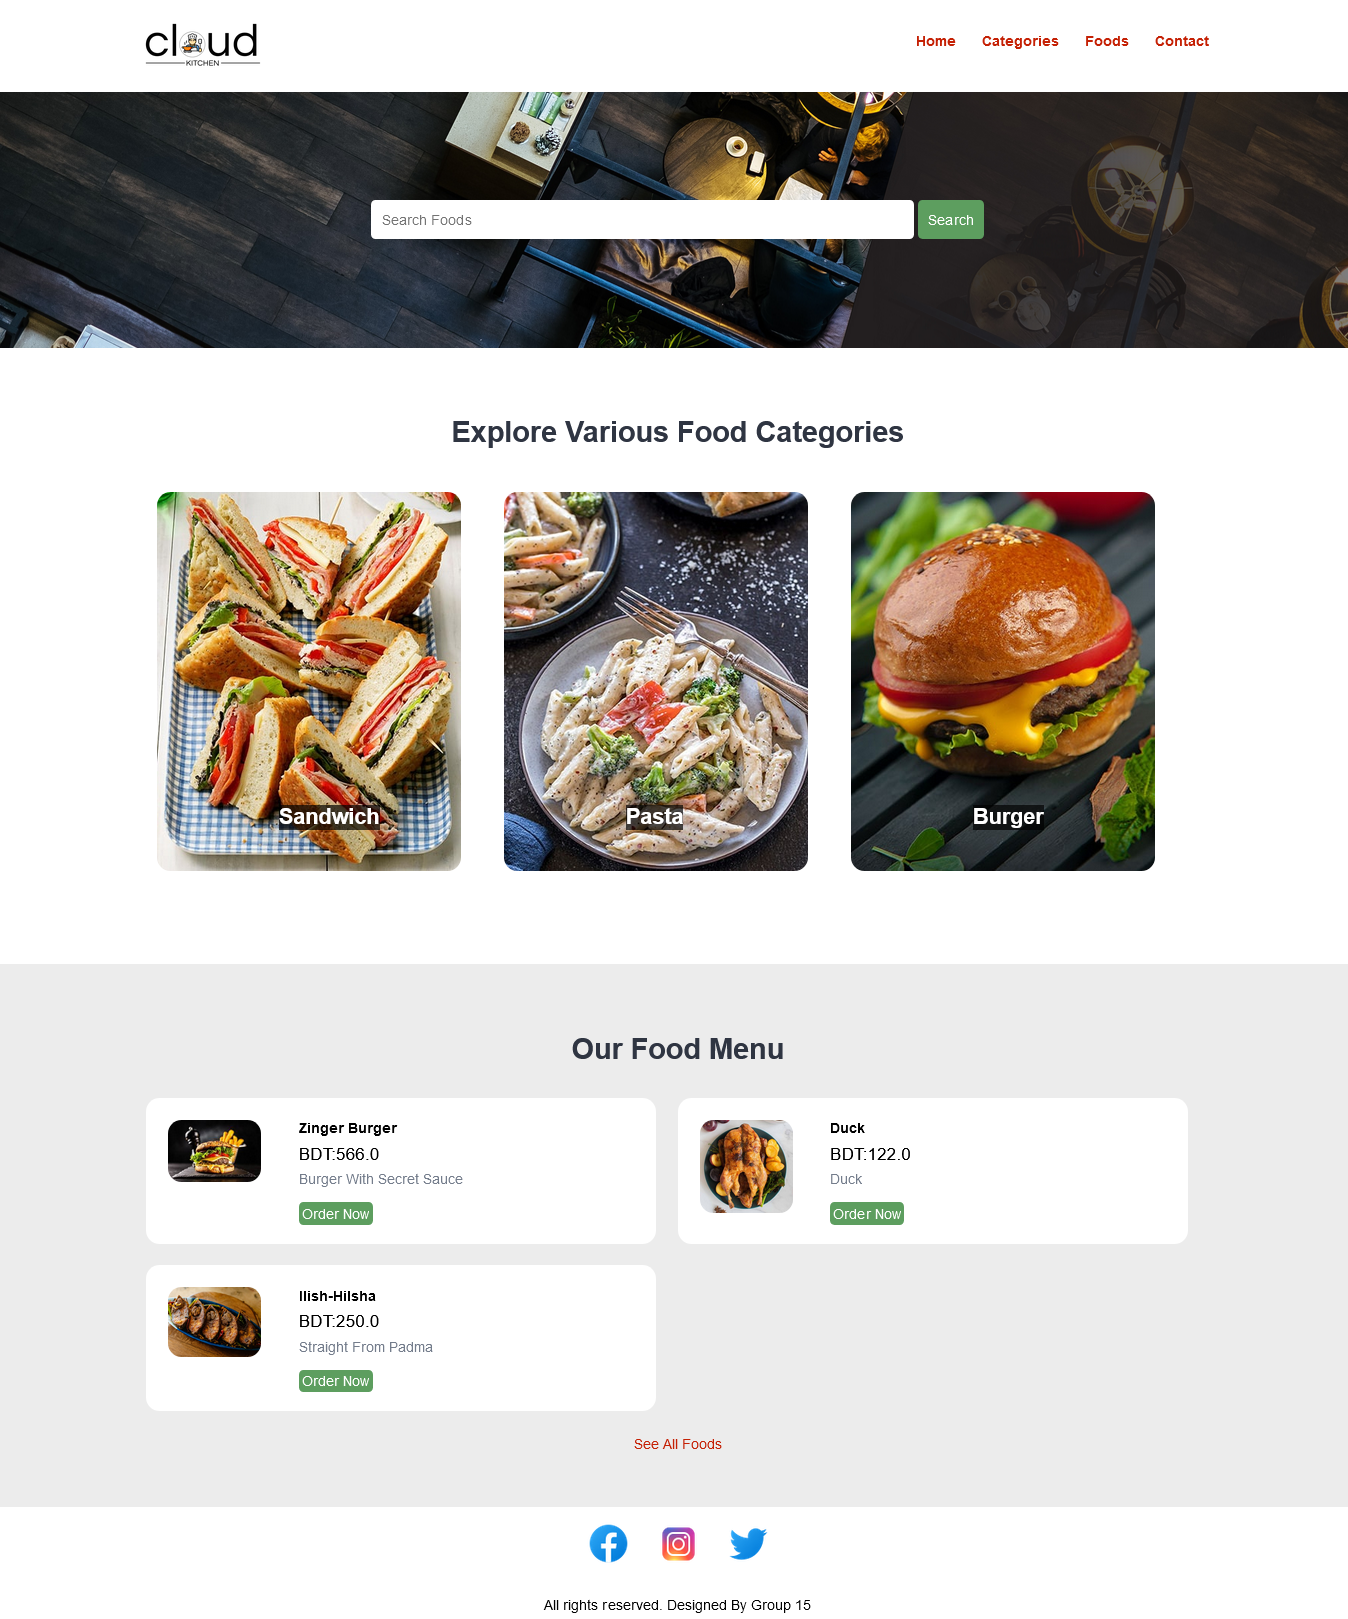 cloud
KITCHEN
Home Categories Foods Contact
Search Foods Search
Explore Various Food Categories
Sandwich Pasta Burger
Our Food Menu
Zinger Burger
BDT:566.0
Burger With Secret Sauce
Order Now
Duck
BDT:122.0
Duck
Order Now
Ilish-Hilsha
BDT:250.0
Straight From Padma
Order Now
See All Foods
All rights reserved. Designed By Group 15